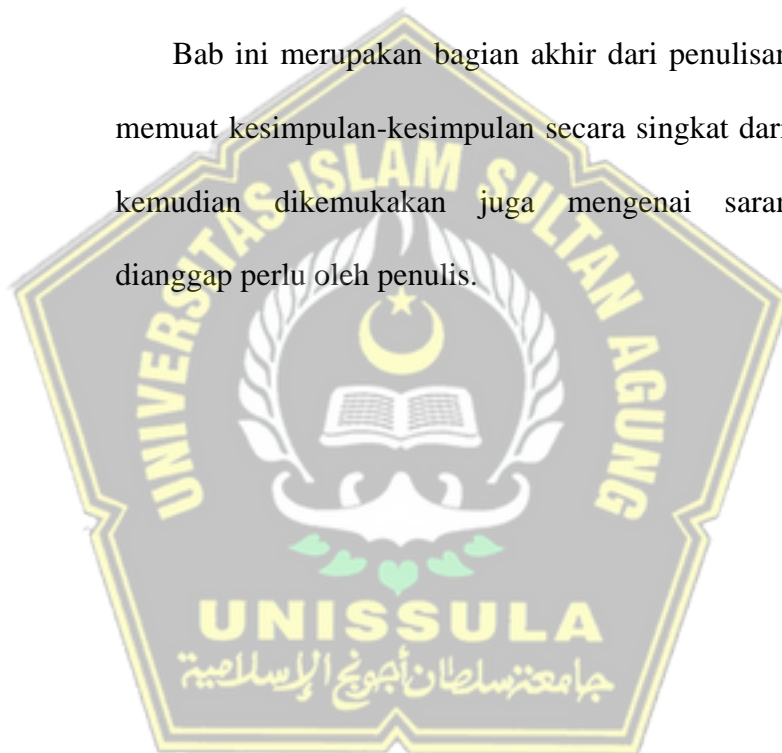 Bab ini merupakan bagian akhir dari penulisan
memuat kesimpulan-kesimpulan secara singkat dari
kemudian dikemukakan juga mengenai saran
dianggap perlu oleh penulis.
UNIVERSITAS ISLAM SULTAN AGUNG
UNISSULA
جامعة سلطان أجونج الإسلامية